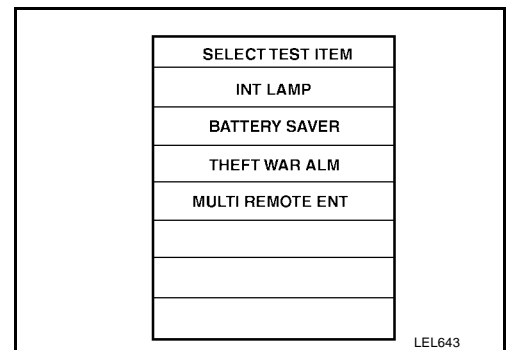 SELECT TEST ITEM
INT LAMP
BATTERY SAVER
THEFT WAR ALM
MULTI REMOTE ENT
LEL643